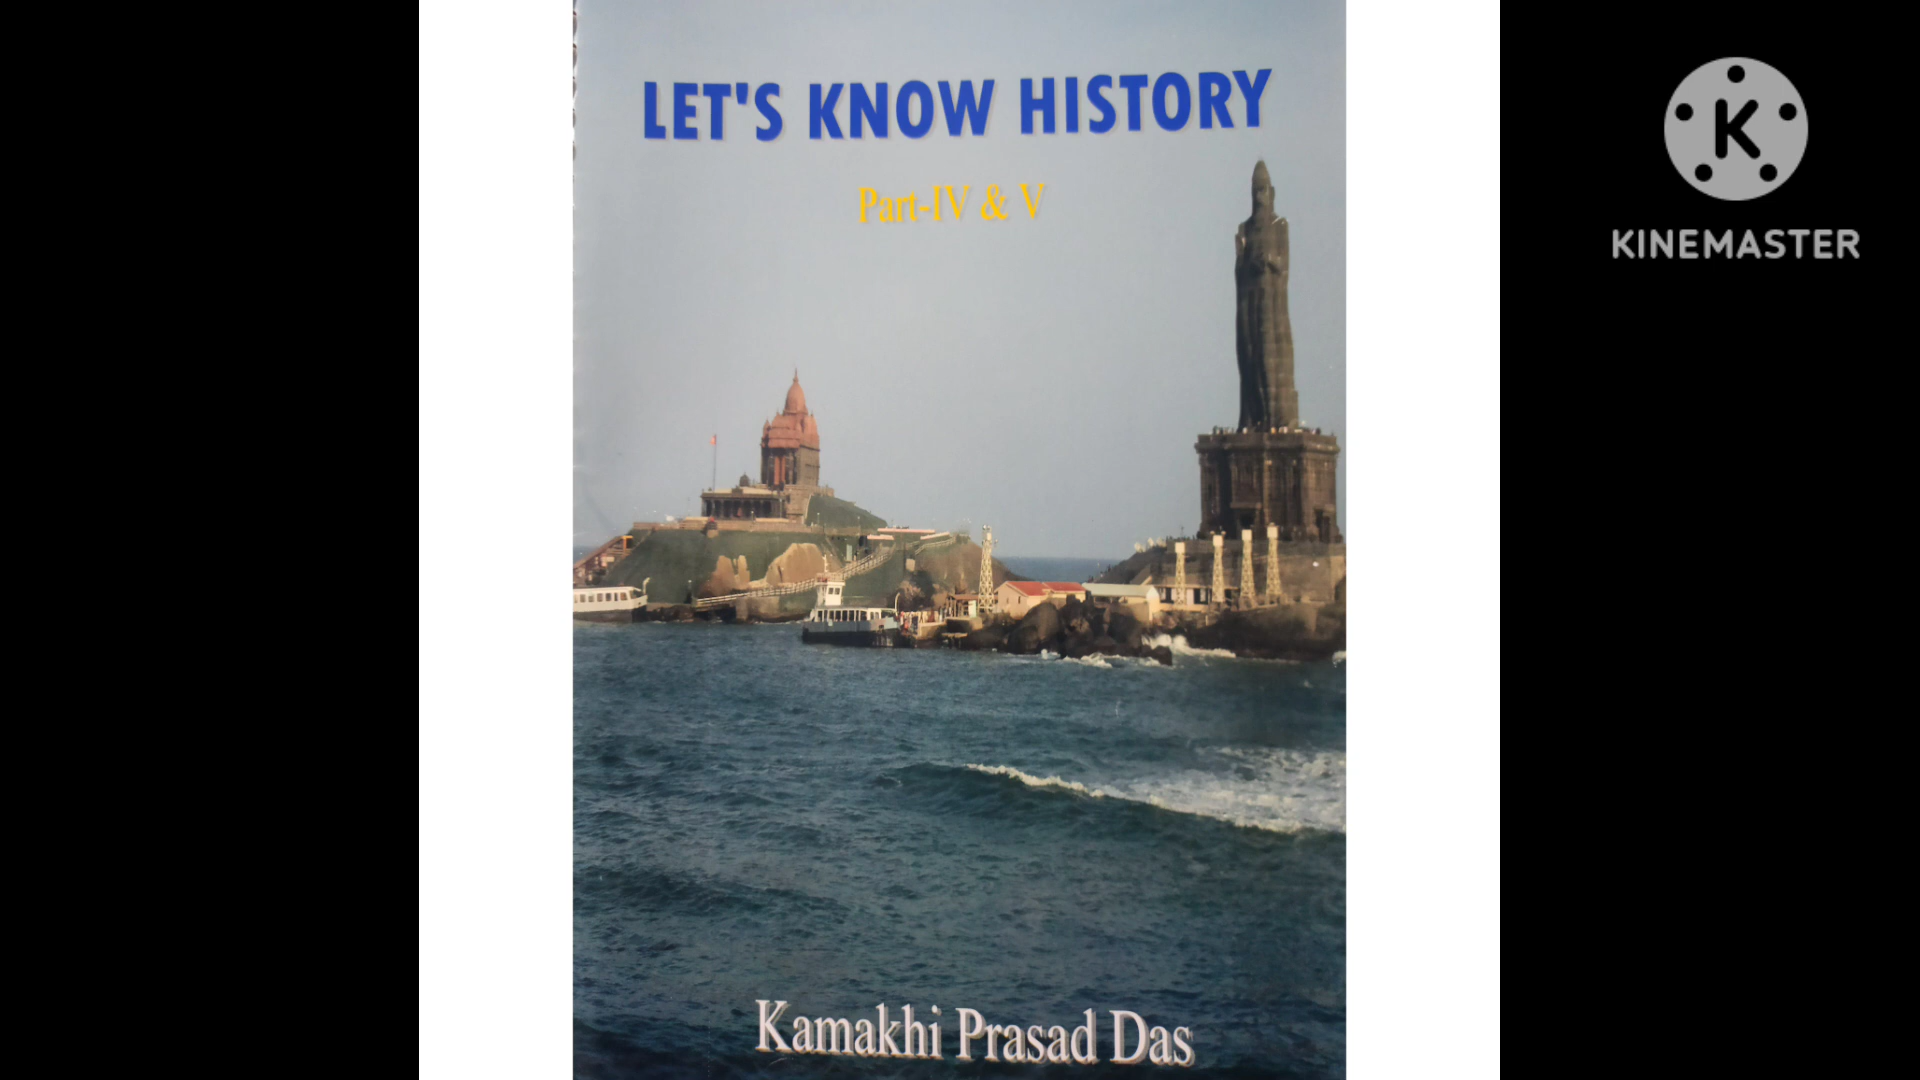 LET'S KNOW HISTORY
Part-IV & V
Kamakhi Prasad Das
K
KINEMASTER